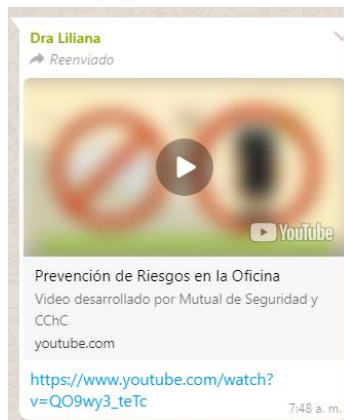 Dra Liliana
Reenviado
YouTube
Prevención de Riesgos en la Oficina
Video desarrollado por Mutual de Seguridad y
CChC
youtube.com
https://www.youtube.com/watch?
v=QO9wy3_teTc
7:48 a. m.